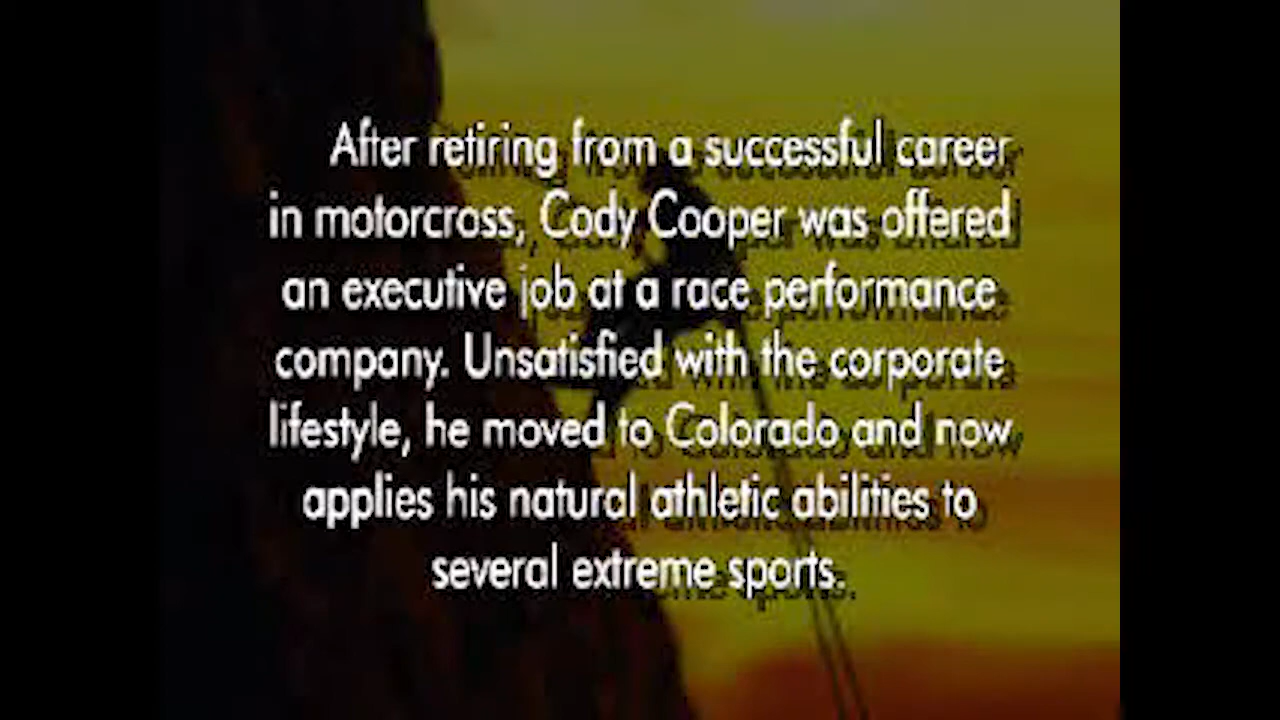 After retiring from a successful career
in motorcross, Cody Cooper was offered
an executive job at a race performance
company. Unsatisfied with the corporate
lifestyle, he moved to Colorado and now
applies his natural athletic abilities to
several extreme sports.